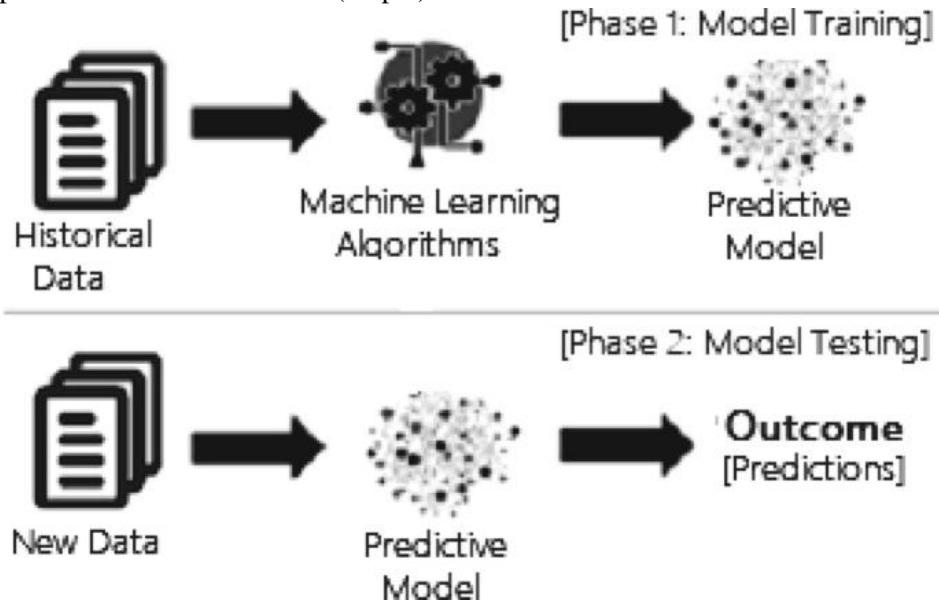 [Phase 1: Model Training]
Historical
Data
Machine Learning
Algorithms
Predictive
Model
[Phase 2: Model Testing]
New Data
Predictive
Model
Outcome
[Predictions]